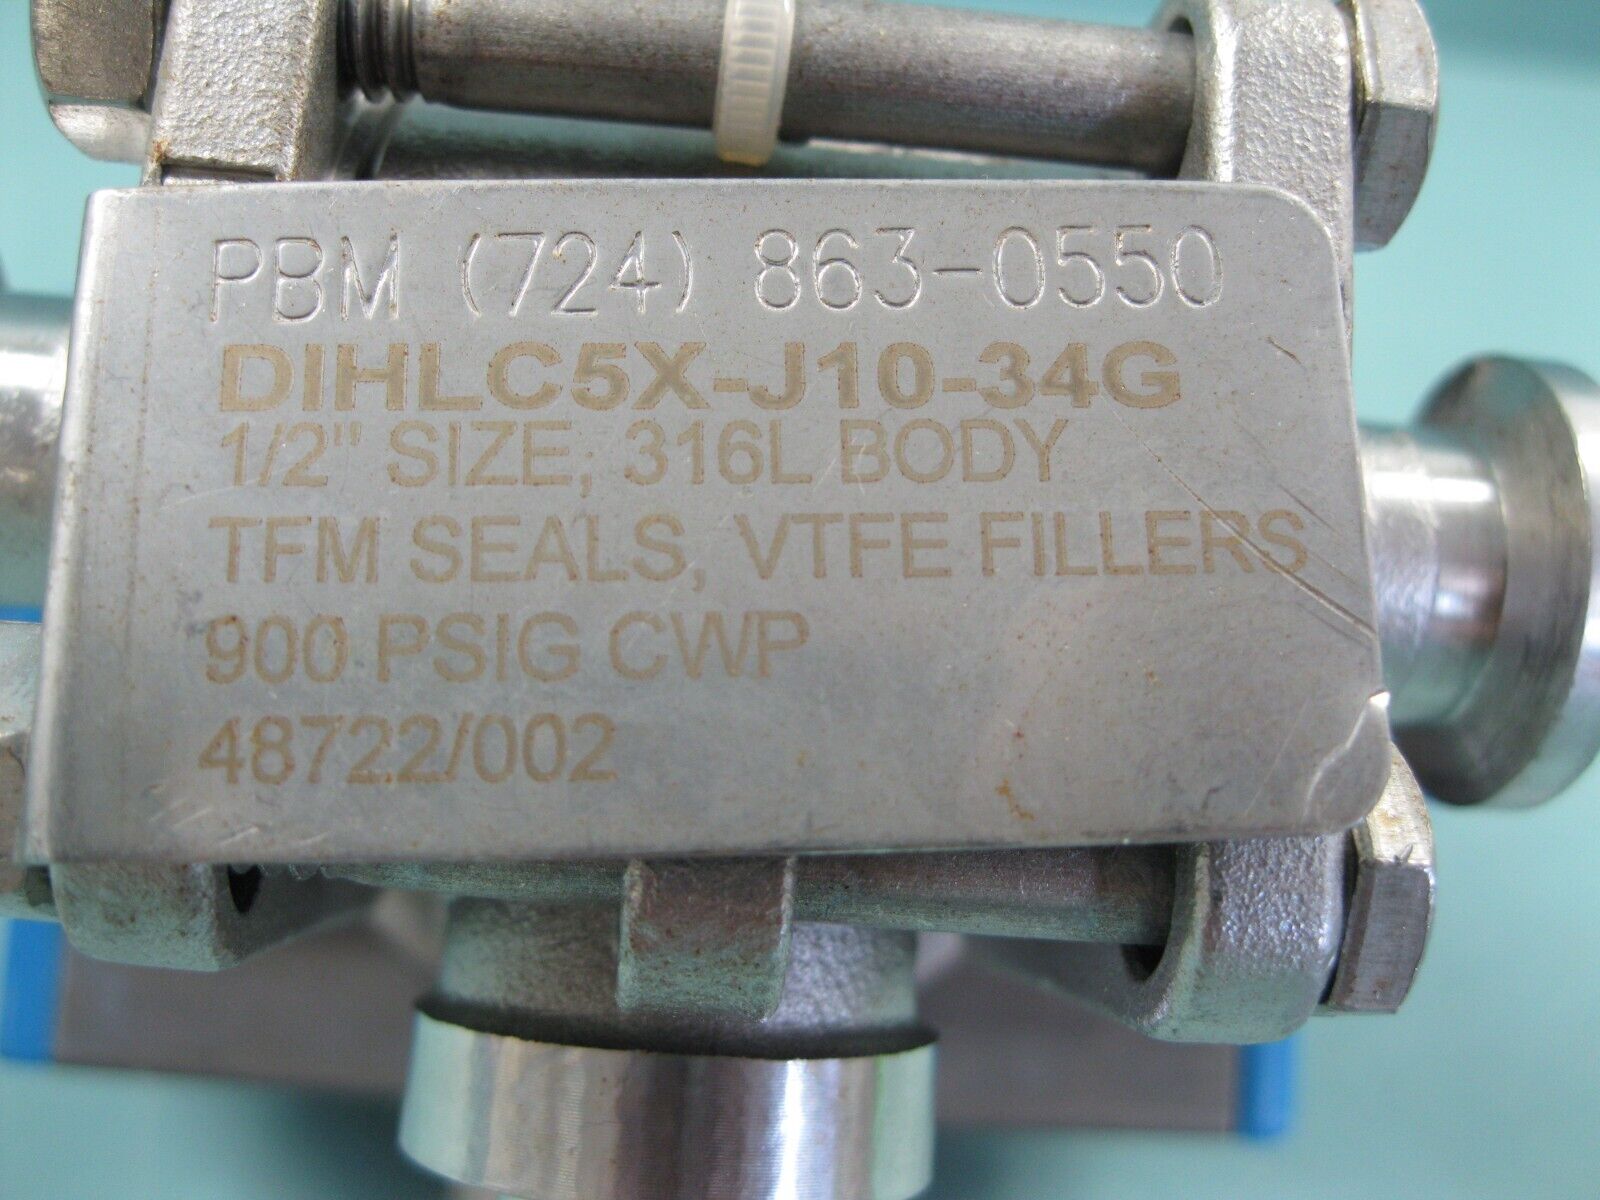 PBM (724) 863-0550
DIHLC5X-J10-34G
1/2" SIZE, 316L BODY
TFM SEALS, VTFE FILLERS
900 PSIG CWP
48722/002